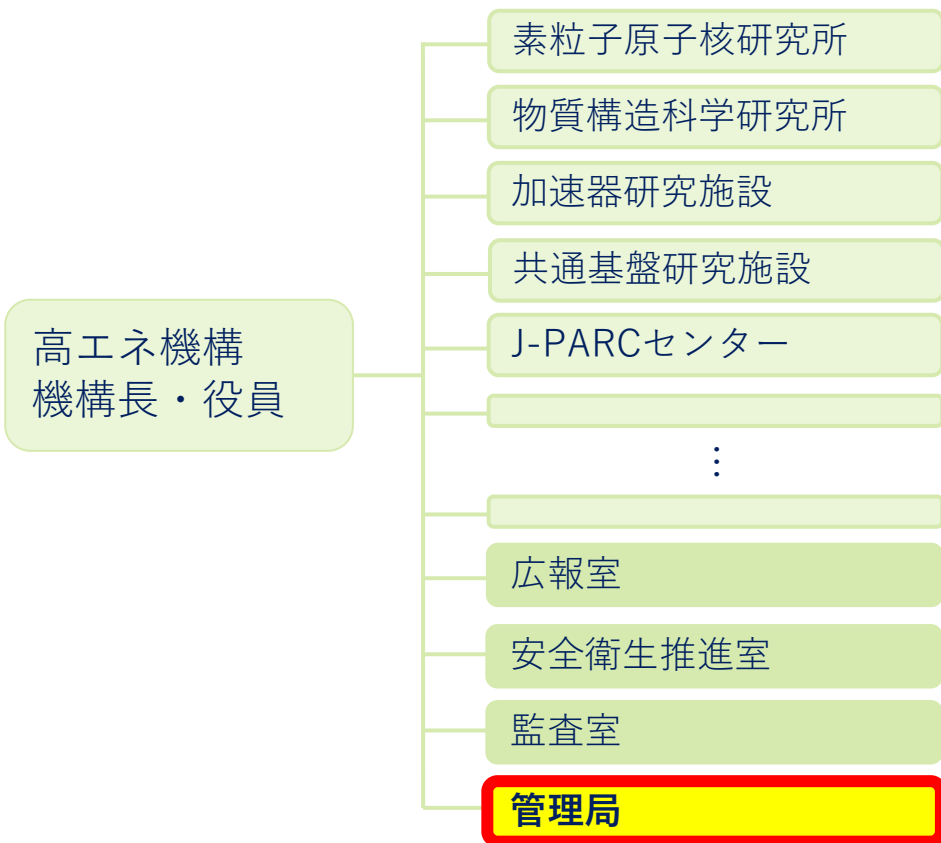 素粒子原子核研究所
物質構造科学研究所
加速器研究施設
共通基盤研究施設
高エネ機構
機構長・役員
J-PARCセンター
⋮
広報室
安全衛生推進室
監査室
管理局